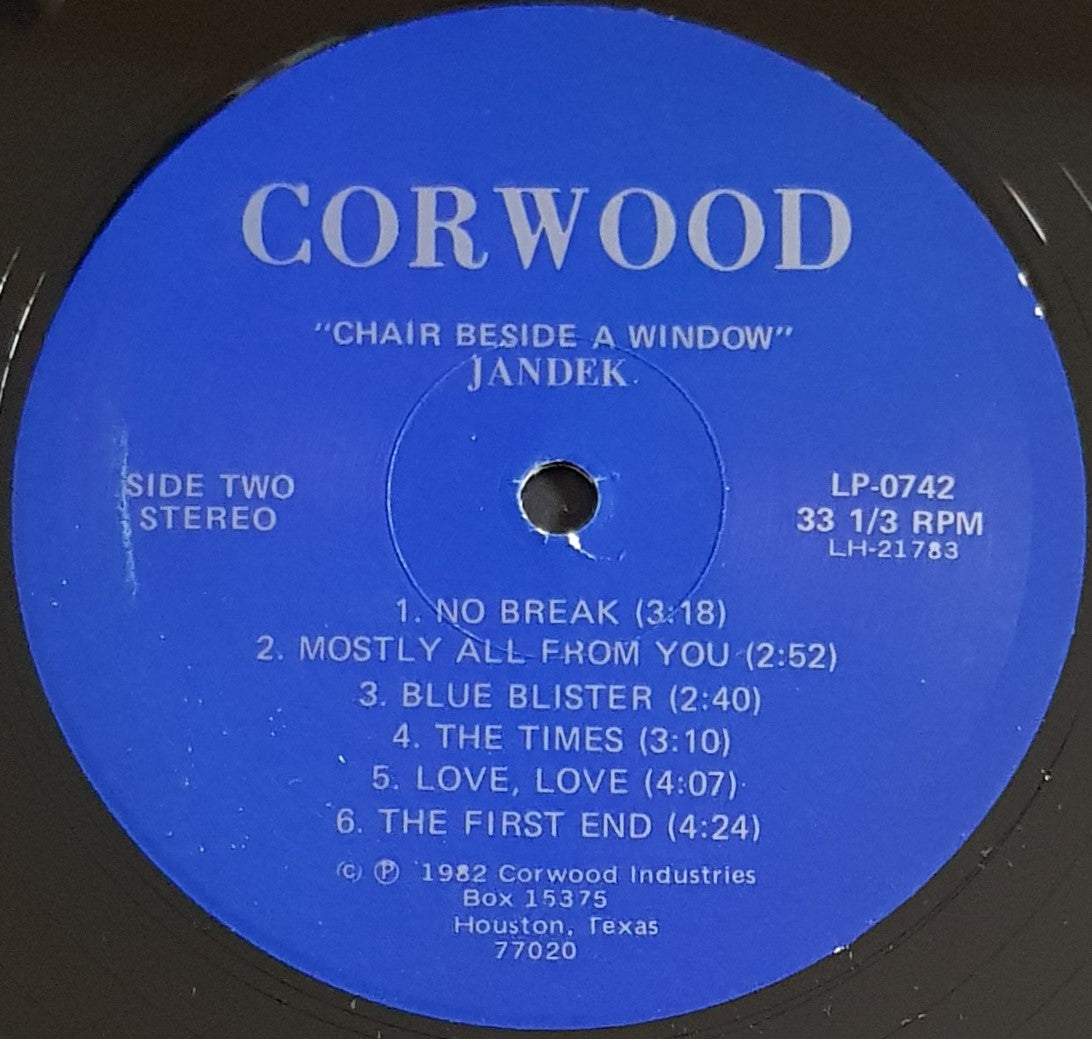 CORWOOD
"CHAIR BESIDE A WINDOW"
JANDEK
SIDE TWO
STEREO
LP-0742
33 1/3 RPM
LH-21783
1. NO BREAK (3:18)
2. MOSTLY ALL FROM YOU (2:52)
3. BLUE BLISTER (2:40)
4. THE TIMES (3:10)
5. LOVE, LOVE (4:07)
6. THE FIRST END (4:24)
(C) Ⓟ 1982 Corwood Industries
Box 15375
Houston, Texas
77020